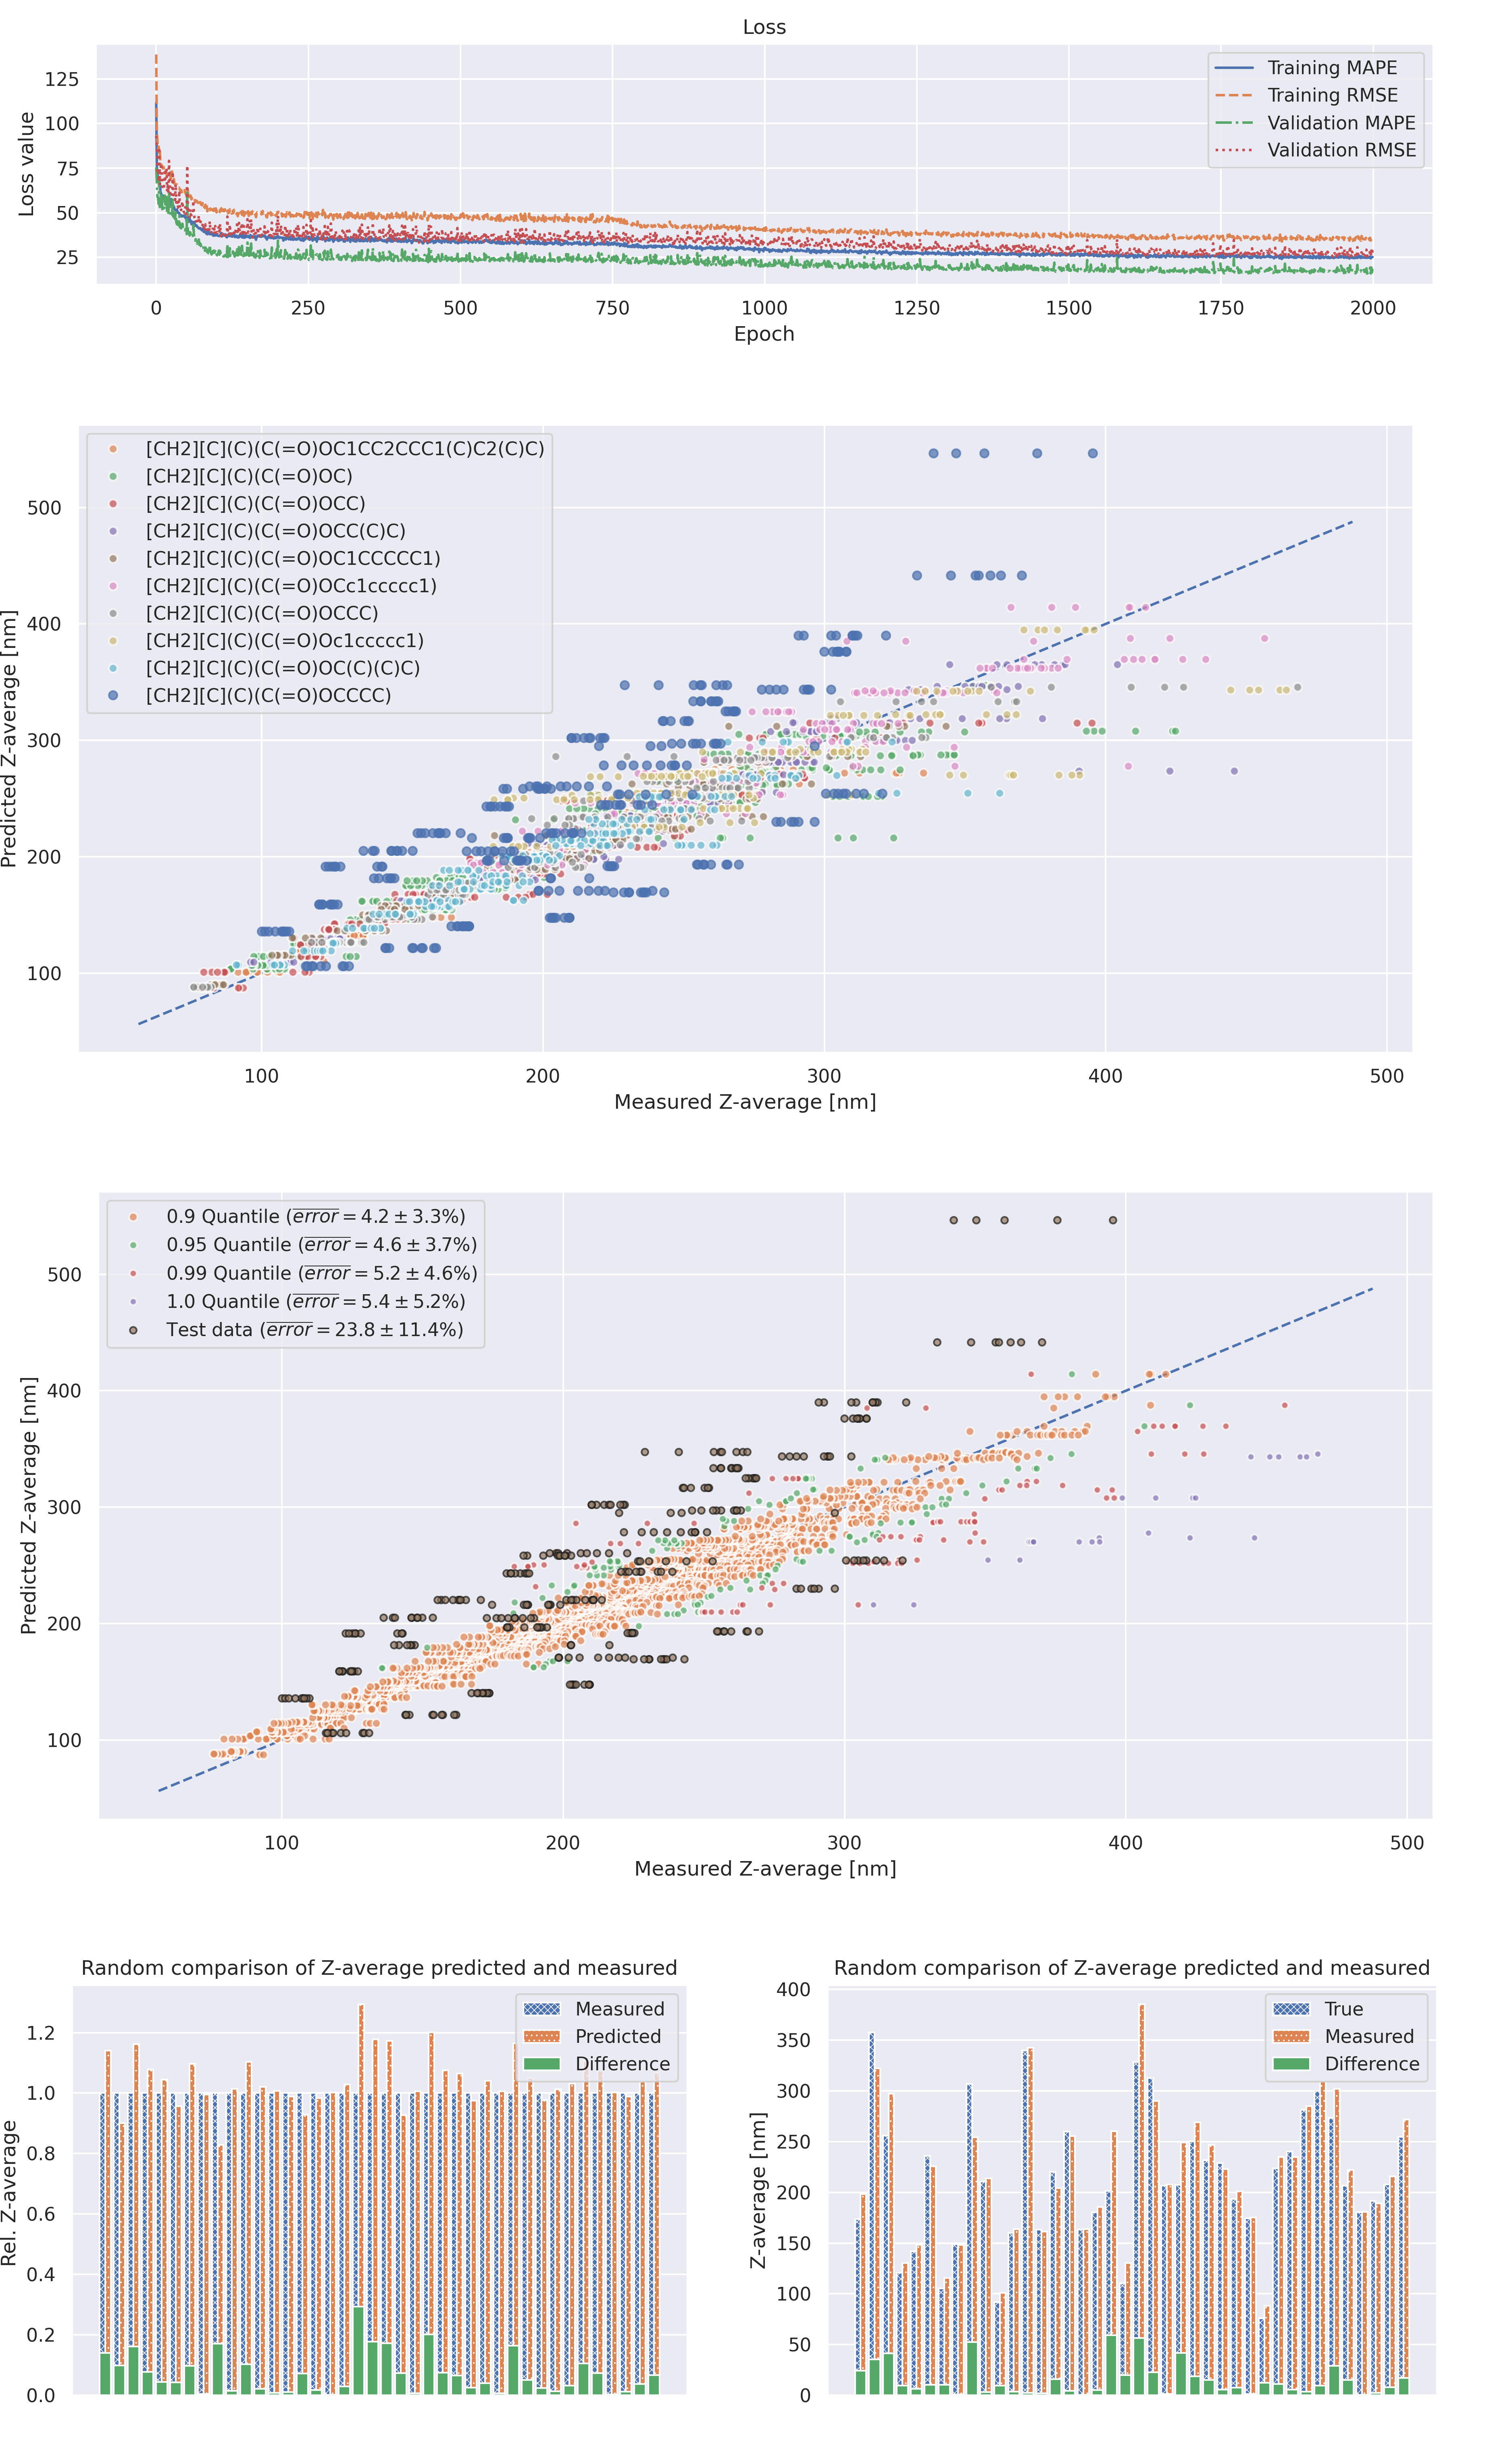 Loss
Loss value
125
100
75
50
25
Training MAPE
Training RMSE
Validation MAPE
Validation RMSE
0 250 500 750 1000 1250 1500 1750 2000
Epoch
Predicted Z-average [nm]
500
400
300
200
100
[CH2][C](C)(C(=O)OC1CC2CCC1(C)C2(C)C)
[CH2][C](C)(C(=O)OC)
[CH2][C](C)(C(=O)OCC)
[CH2][C](C)(C(=O)OCC(C)C)
[CH2][C](C)(C(=O)OC1CCCCC1)
[CH2][C](C)(C(=O)OCc1ccccc1)
[CH2][C](C)(C(=O)OCCC)
[CH2][C](C)(C(=O)Oc1ccccc1)
[CH2][C](C)(C(=O)OC(C)(C)C)
[CH2][C](C)(C(=O)OCCCC)
100 200 300 400 500
Measured Z-average [nm]
Predicted Z-average [nm]
500
400
300
200
100
0.9 Quantile (error = 4.2 ± 3.3%)
0.95 Quantile (error = 4.6 ± 3.7%)
0.99 Quantile (error = 5.2 ± 4.6%)
1.0 Quantile (error = 5.4 ± 5.2%)
Test data (error = 23.8 ± 11.4%)
100 200 300 400 500
Measured Z-average [nm]
Random comparison of Z-average predicted and measured
Rel. Z-average
1.2
1.0
0.8
0.6
0.4
0.2
0.0
Measured
Predicted
Difference
Random comparison of Z-average predicted and measured
Z-average [nm]
400
350
300
250
200
150
100
50
0
True
Measured
Difference